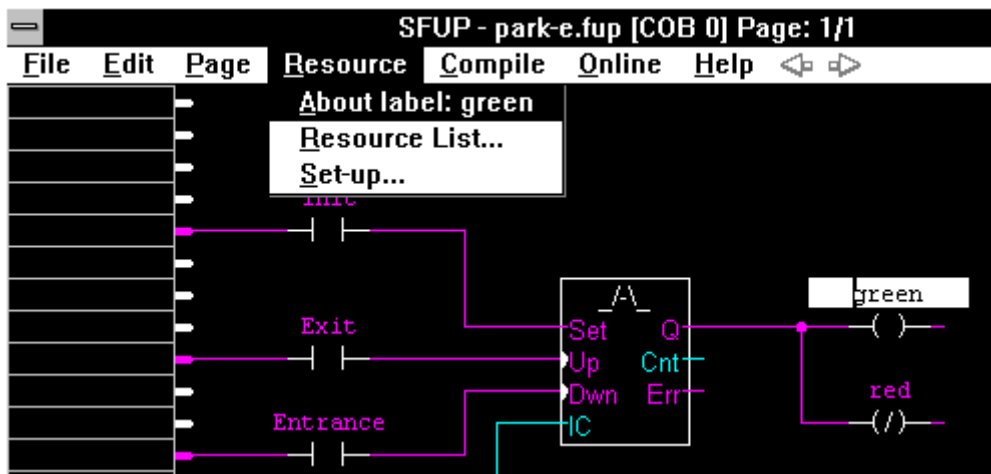 SFUP - park-e.fup [COB 0] Page: 1/1
File Edit Page Resource Compile Online Help
About label: green
Resource List...
Set-up...
Init
green
Exit
Set Q
Up Cnt
red
Dwn Err
Entrance
IC